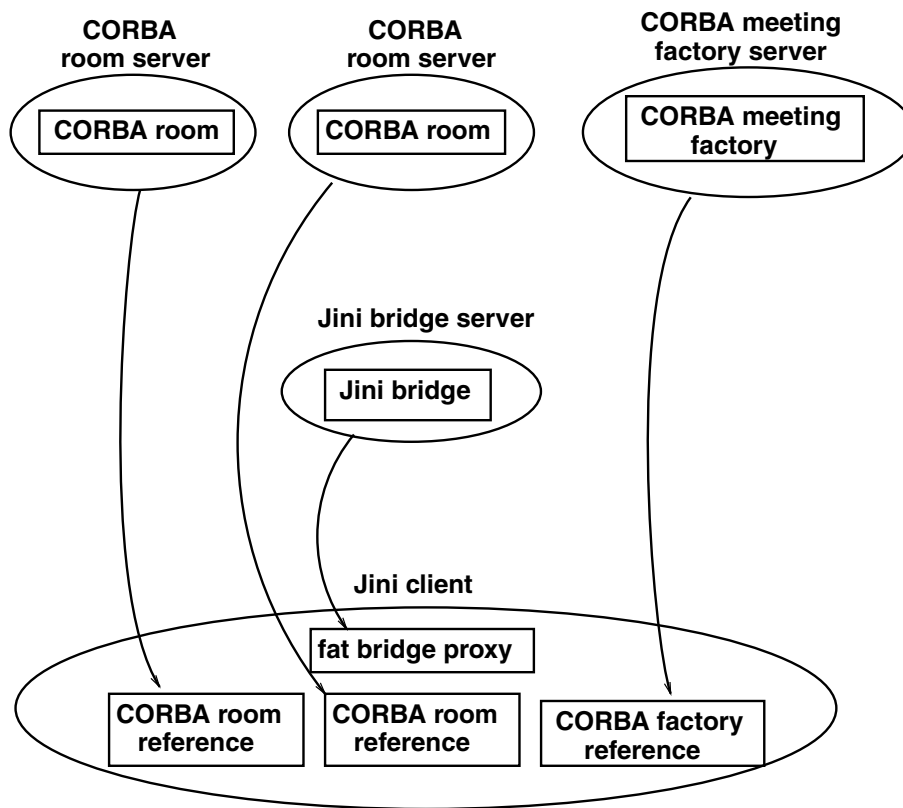 CORBA
room server
CORBA
room server
CORBA meeting
factory server
CORBA room
CORBA room
CORBA meeting
factory
Jini bridge server
Jini bridge
Jini client
fat bridge proxy
CORBA room
reference
CORBA room
reference
CORBA factory
reference